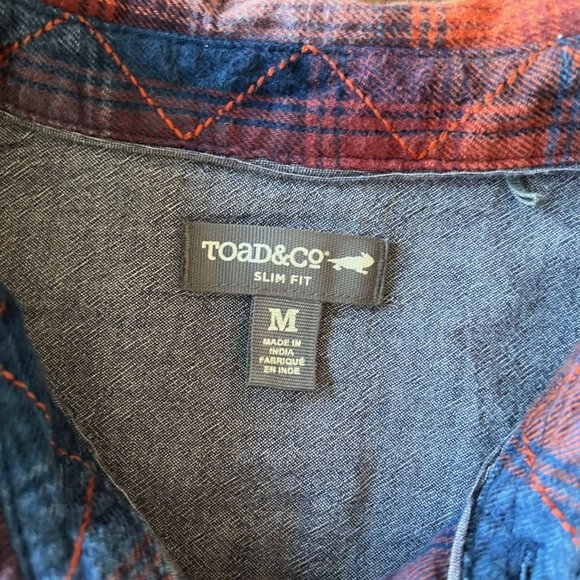 TOAD&CO
SLIM FIT
M
MADE IN
INDIA
FABRIQUÉ
EN INDE